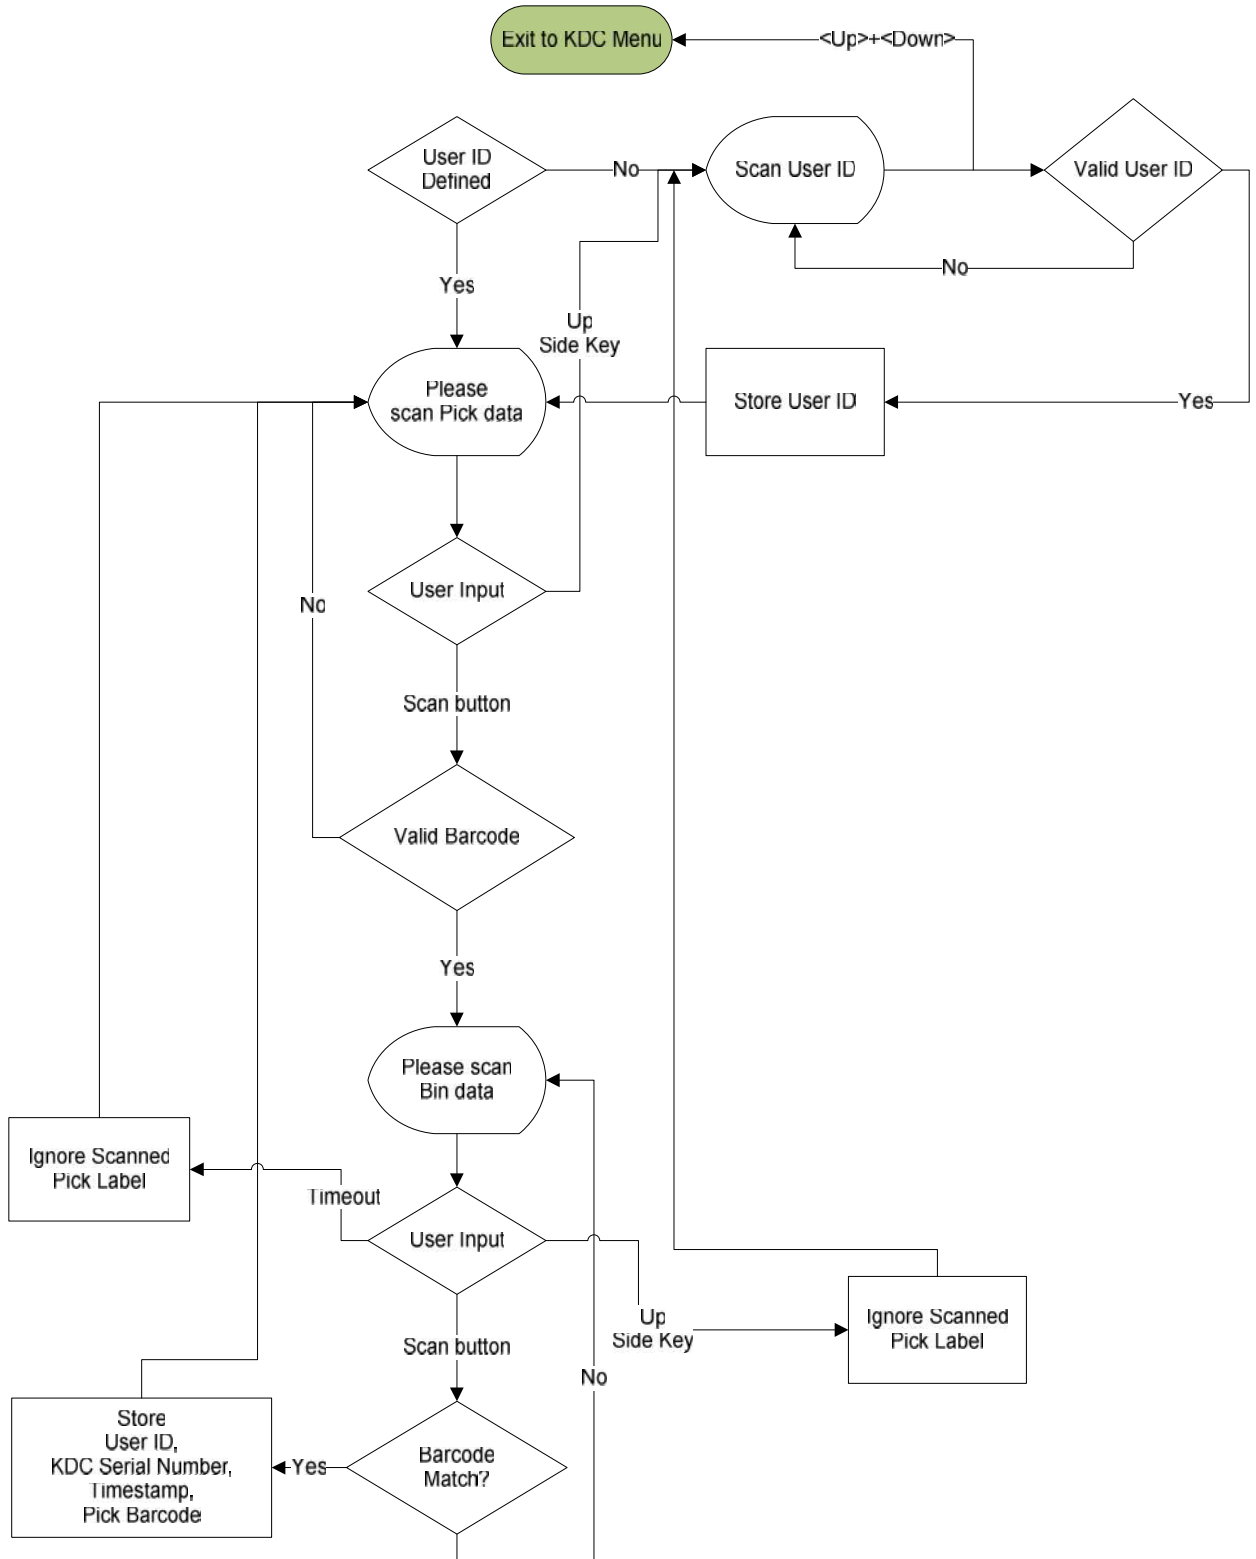 Exit to KDC Menu
<Up>+<Down>
User ID
Defined
No
Scan User ID
Valid User ID
No
Yes
Up
Side Key
Please
scan Pick data
Store User ID
Yes
User Input
No
Scan button
Valid Barcode
Yes
Please scan
Bin data
Ignore Scanned
Pick Label
Timeout
User Input
Up
Side Key
Ignore Scanned
Pick Label
Scan button
No
Store
User ID,
KDC Serial Number,
Timestamp,
Pick Barcode
Yes
Barcode
Match?